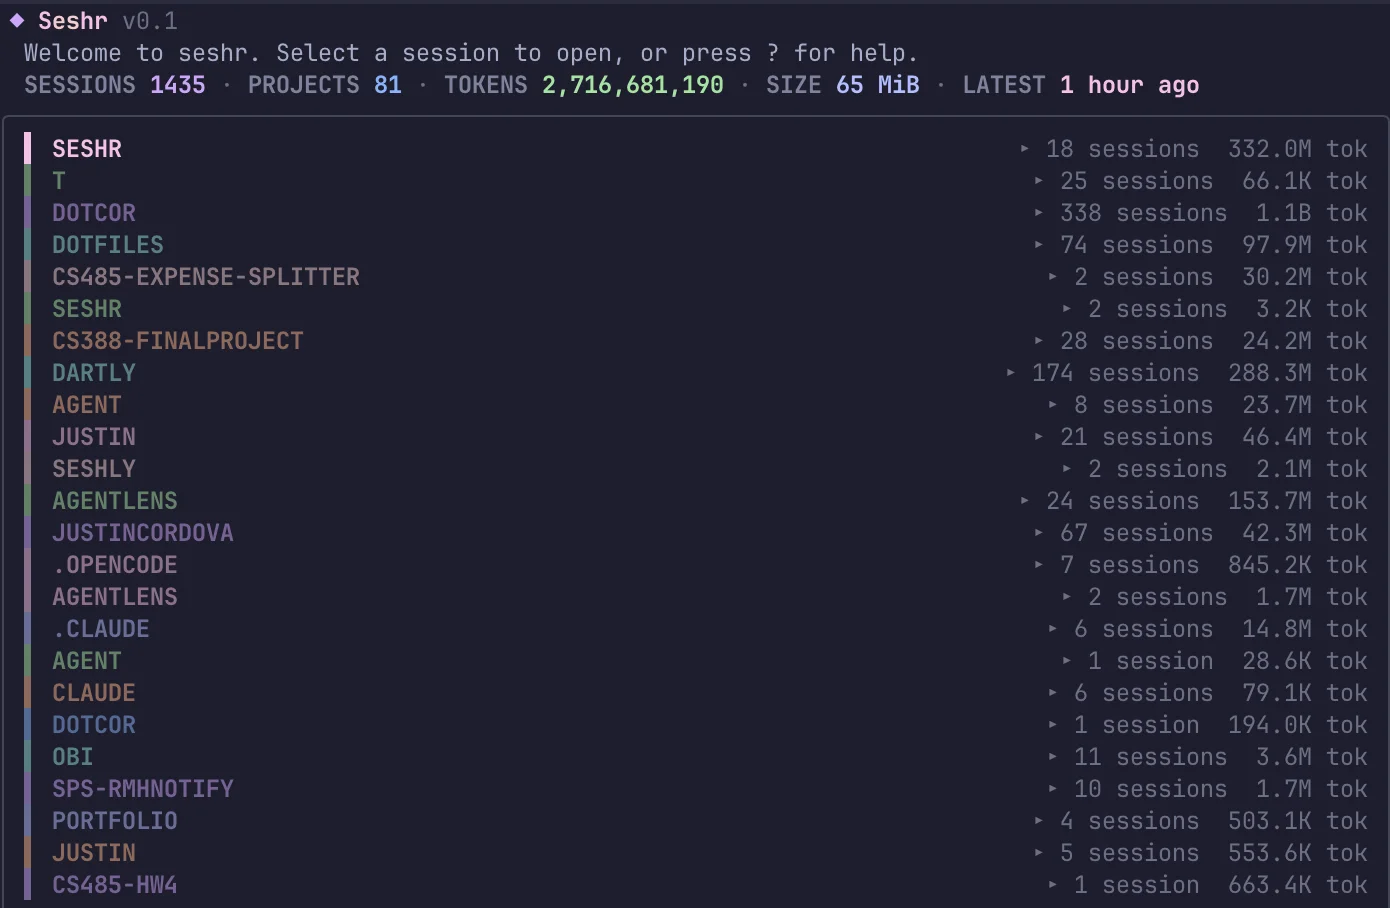 ◆ Seshr v0.1
Welcome to seshr. Select a session to open, or press ? for help.
SESSIONS 1435 · PROJECTS 81 · TOKENS 2,716,681,190 · SIZE 65 MiB · LATEST 1 hour ago
SESHR ▸ 18 sessions 332.0M tok
T ▸ 25 sessions 66.1K tok
DOTCOR ▸ 338 sessions 1.1B tok
DOTFILES ▸ 74 sessions 97.9M tok
CS485-EXPENSE-SPLITTER ▸ 2 sessions 30.2M tok
SESHR ▸ 2 sessions 3.2K tok
CS388-FINALPROJECT ▸ 28 sessions 24.2M tok
DARTLY ▸ 174 sessions 288.3M tok
AGENT ▸ 8 sessions 23.7M tok
JUSTIN ▸ 21 sessions 46.4M tok
SESHLY ▸ 2 sessions 2.1M tok
AGENTLENS ▸ 24 sessions 153.7M tok
JUSTINCORDOVA ▸ 67 sessions 42.3M tok
.OPENCODE ▸ 7 sessions 845.2K tok
AGENTLENS ▸ 2 sessions 1.7M tok
.CLAUDE ▸ 6 sessions 14.8M tok
AGENT ▸ 1 session 28.6K tok
CLAUDE ▸ 6 sessions 79.1K tok
DOTCOR ▸ 1 session 194.0K tok
OBI ▸ 11 sessions 3.6M tok
SPS-RMHNOTIFY ▸ 10 sessions 1.7M tok
PORTFOLIO ▸ 4 sessions 503.1K tok
JUSTIN ▸ 5 sessions 553.6K tok
CS485-HW4 ▸ 1 session 663.4K tok